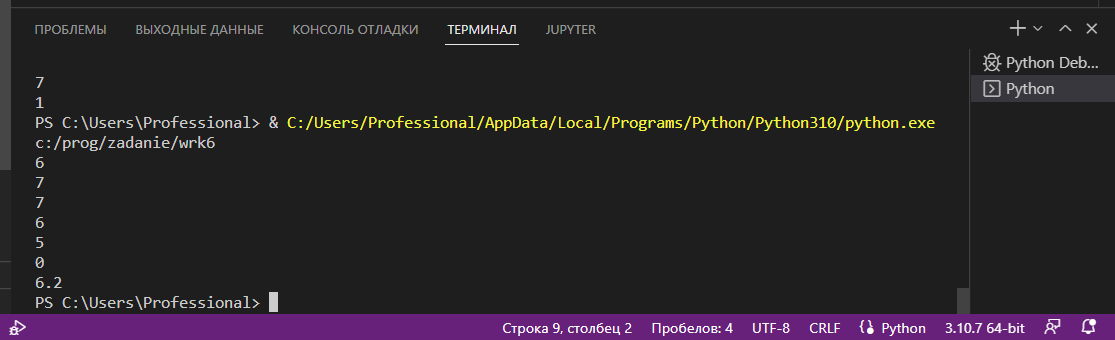 ПРОБЛЕМЫ ВЫХОДНЫЕ ДАННЫЕ КОНСОЛЬ ОТЛАДКИ ТЕРМИНАЛ JUPYTER
Python Deb...
Python
7
1
PS C:\Users\Professional> & C:/Users/Professional/AppData/Local/Programs/Python/Python310/python.exe
c:/prog/zadanie/wrk6
6
7
7
6
5
0
6.2
PS C:\Users\Professional>
Строка 9, столбец 2 Пробелов: 4 UTF-8 CRLF Python 3.10.7 64-bit